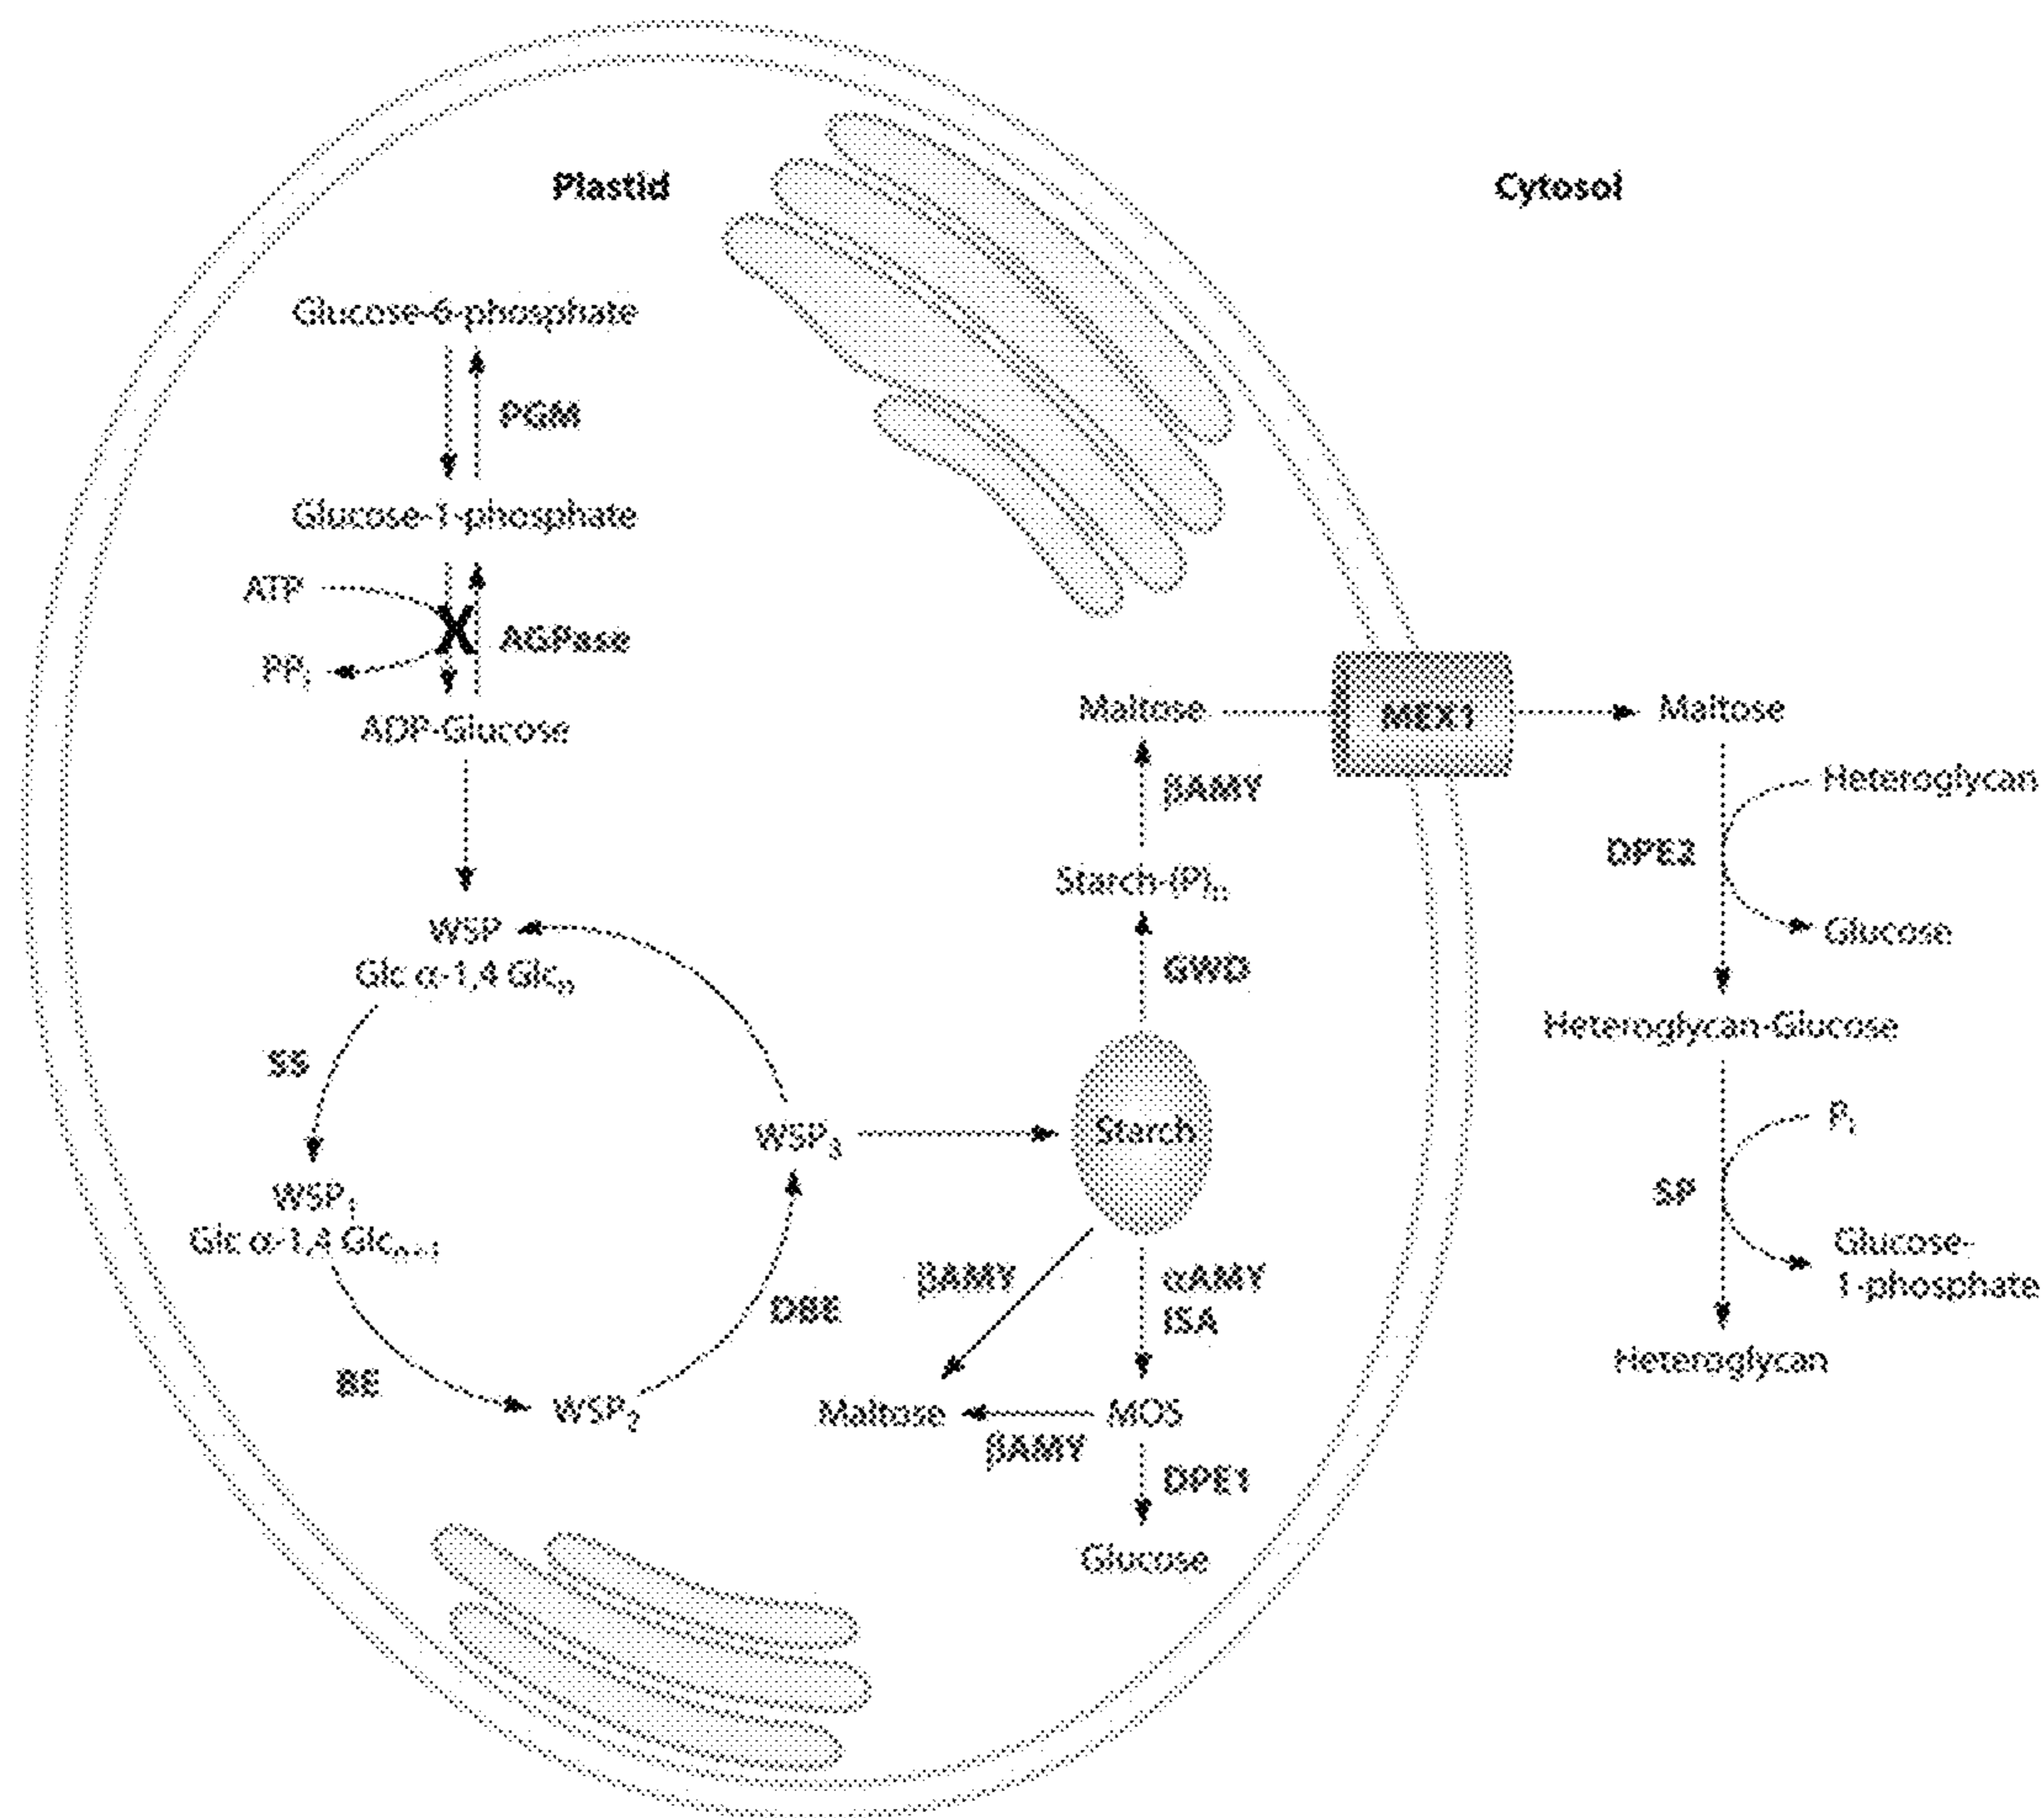 Plastid
Cytosol
Glucose-6-phosphate
PGM
Glucose-1-phosphate
ATP
X
AGPase
PPi
ADP-Glucose
WSP
Glc α-1,4 Glcn
SS
WSP1
Glc α-1,4 Glcn+1
BE
WSP2
DBE
WSP3
Starch
GWD
Starch-(P)n
βAMY
Maltose
MEX1
Maltose
Heteroglycan
DPE2
Glucose
Heteroglycan-Glucose
Pi
SP
Glucose-
1-phosphate
Heteroglycan
βAMY
αAMY
ISA
Maltose
MOS
βAMY
DPE1
Glucose